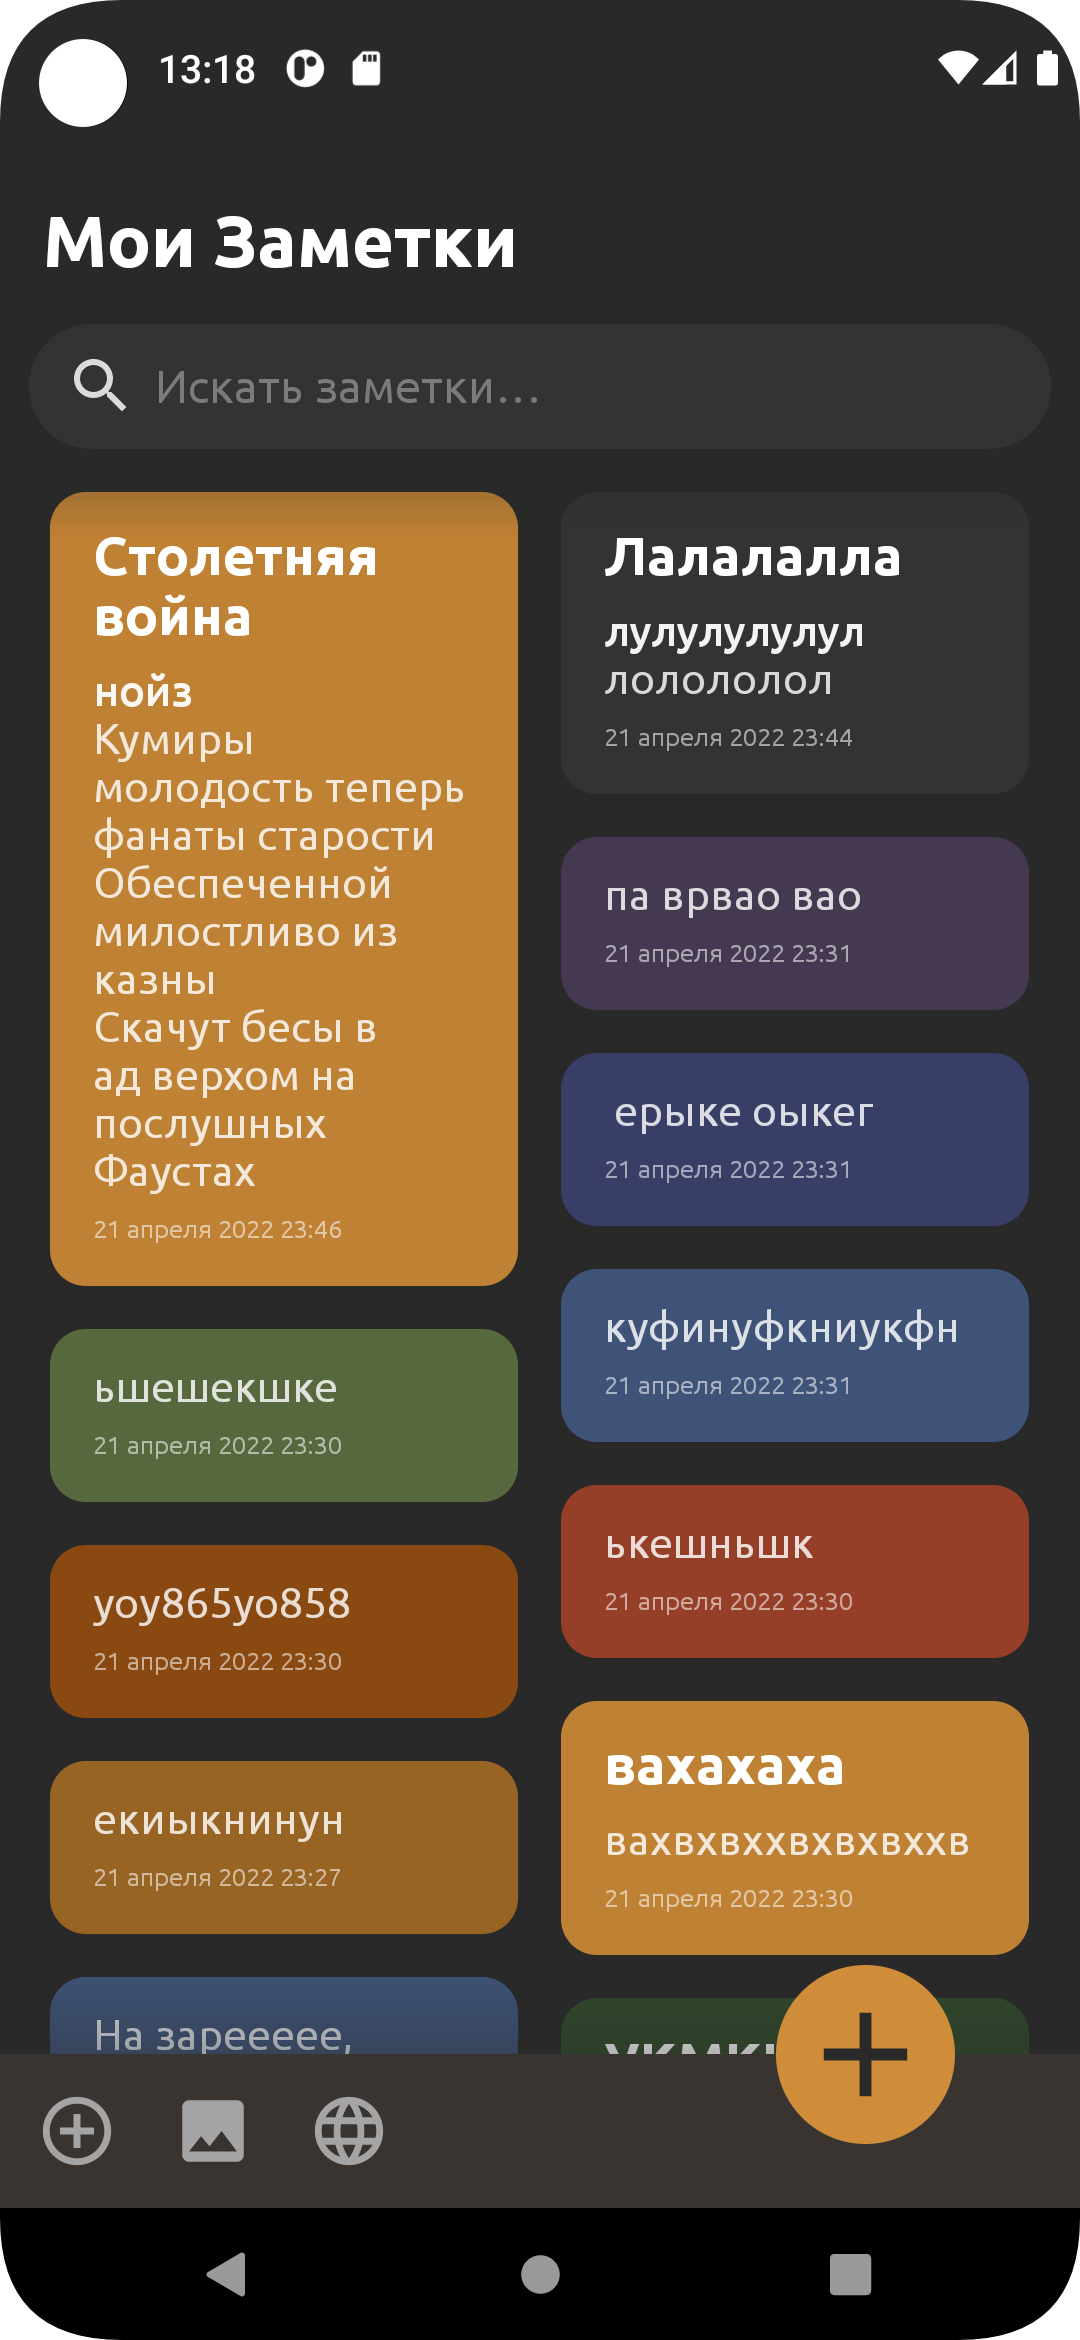 13:18
Мои Заметки
Искать заметки...
Столетняя
война
нойз
Кумиры
молодость теперь
фанаты старости
Обеспеченной
милостливо из
казны
Скачут бесы в
ад верхом на
послушных
Фаустах
21 апреля 2022 23:46
ьшешекшке
21 апреля 2022 23:30
уоу865уо858
21 апреля 2022 23:30
екиыкнинун
21 апреля 2022 23:27
На зареееее,
Лалалалла
лулулулулул
лолололол
21 апреля 2022 23:44
па врвао вао
21 апреля 2022 23:31
ерыке оыкег
21 апреля 2022 23:31
куфинуфкниукфн
21 апреля 2022 23:31
ькешньшк
21 апреля 2022 23:30
вахахаха
вахвхвххвхвхвххв
21 апреля 2022 23:30